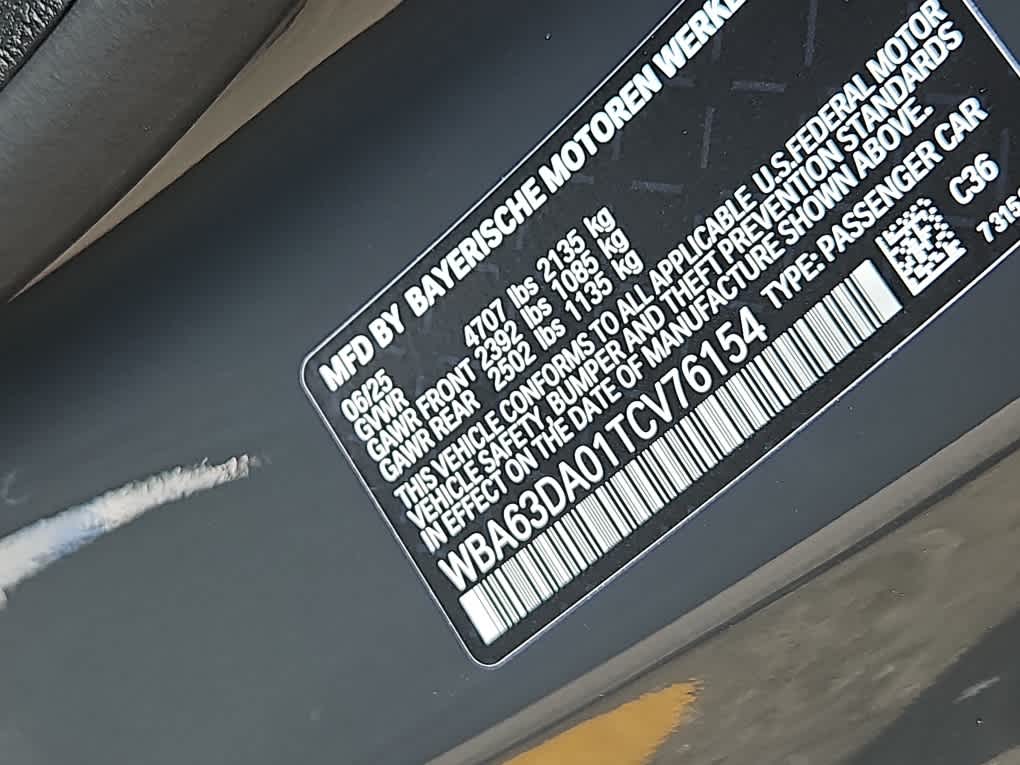 MFD BY BAYERISCHE MOTOREN
06/25
GVWR 4707 lbs 2135 kg
GAWR FRONT 2392 lbs 1085 kg
GAWR REAR 2502 lbs 1135 kg
THIS VEHICLE CONFORMS TO ALL APPLICABLE U.S.FEDERAL MOTOR
VEHICLE SAFETY, BUMPER AND THEFT PREVENTION STANDARDS
IN EFFECT ON THE DATE OF MANUFACTURE SHOWN ABOVE.
WBA63DA01TCV76154 TYPE: PASSENGER CAR
C36